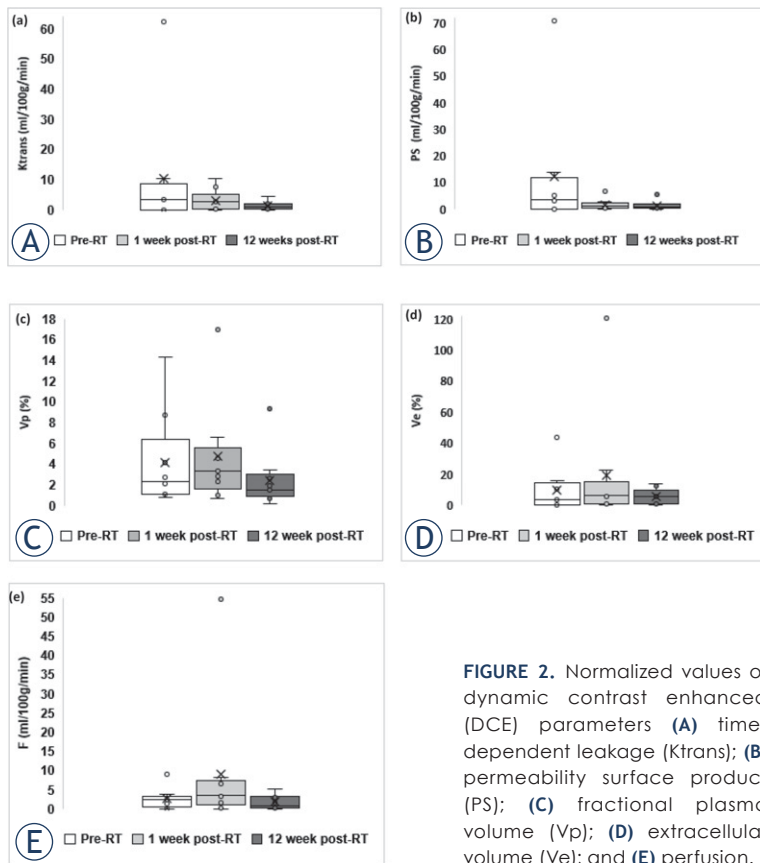 (a)
Ktrans (ml/100g/min)
60
50
40
30
20
10
0
A
Pre-RT 1 week post-RT 12 weeks post-RT
(b)
PS (ml/100g/min)
70
60
50
40
30
20
10
0
B
Pre-RT 1 week post-RT 12 weeks post-RT
(c)
Vp (%)
18
16
14
12
10
8
6
4
2
0
C
Pre-RT 1 week post-RT 12 week post-RT
(d)
Ve (%)
120
100
80
60
40
20
0
D
Pre-RT 1 week post-RT 12 week post-RT
(e)
F (ml/100g/min)
55
50
45
40
35
30
25
20
15
10
5
0
E
Pre-RT 1 week post-RT 12 week post-RT
FIGURE 2. Normalized values o
dynamic contrast enhanced
(DCE) parameters (A) time
dependent leakage (Ktrans); (B
permeability surface produc
(PS); (C) fractional plasma
volume (Vp); (D) extracellula
volume (Ve); and (E) perfusion.